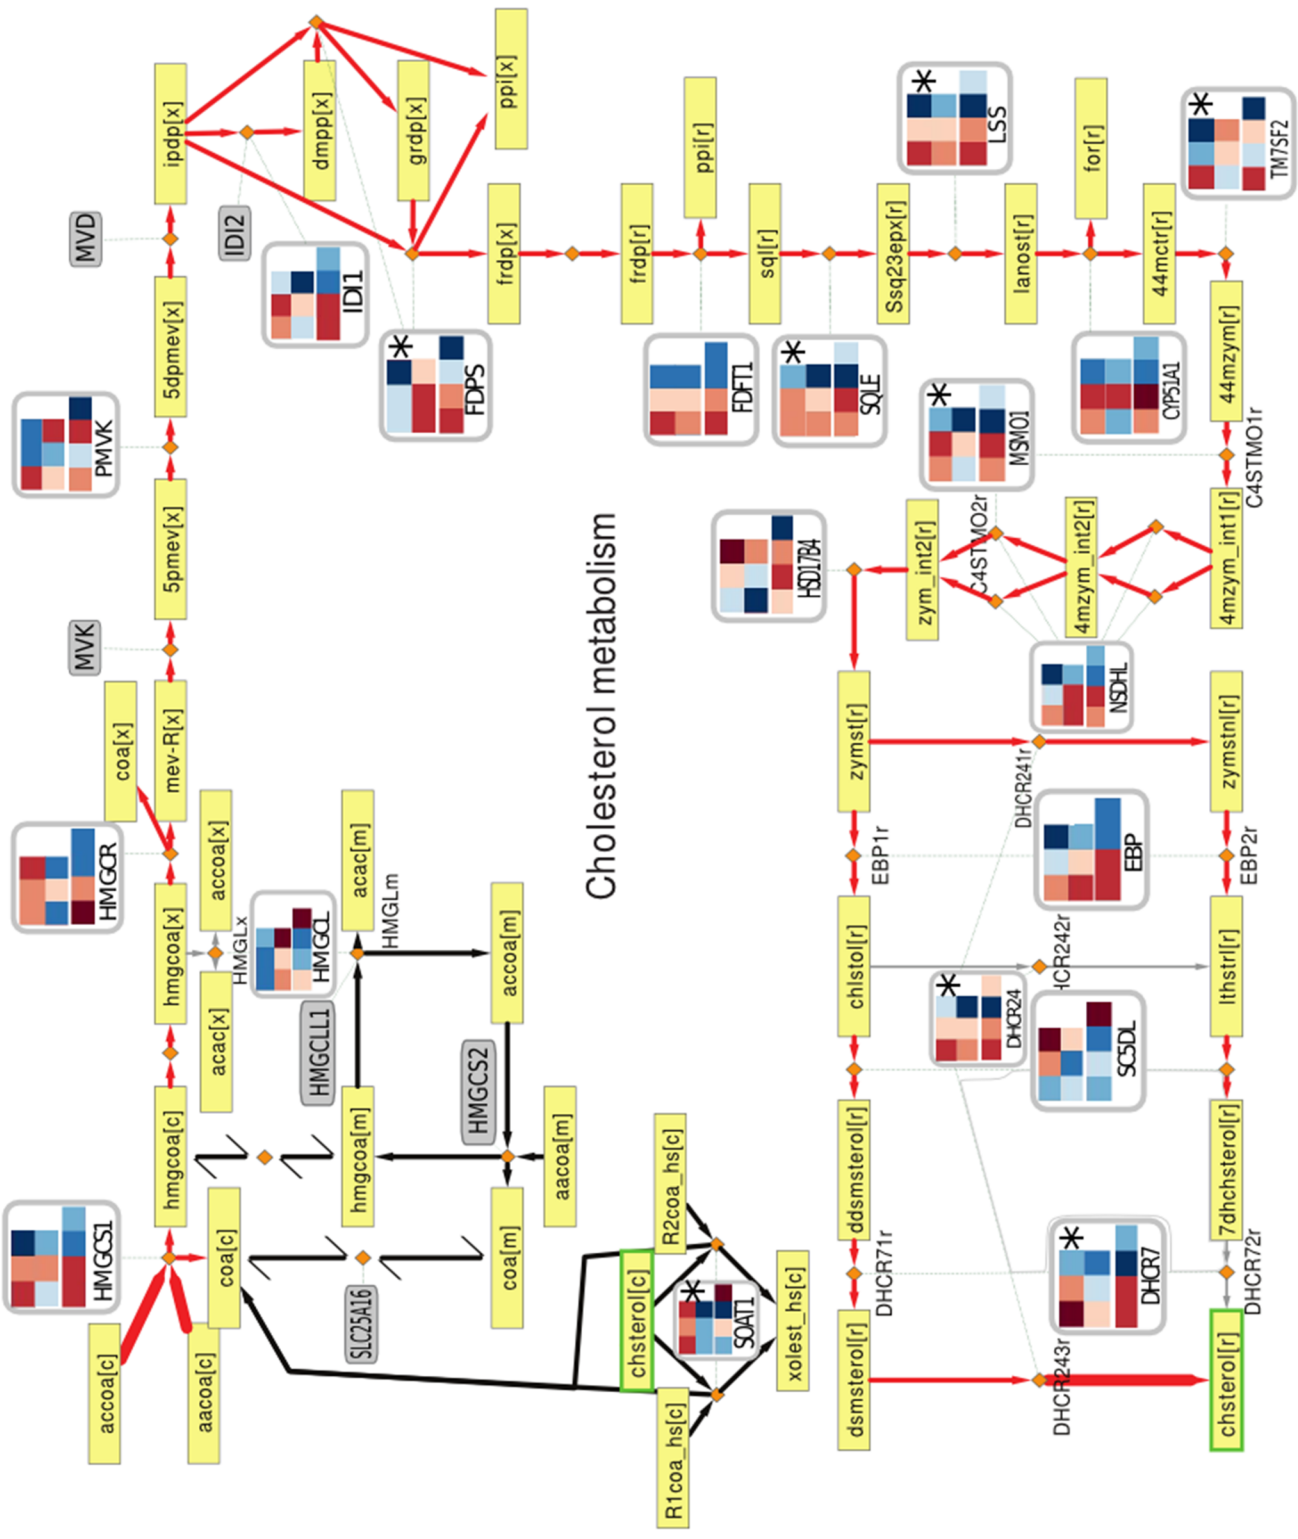 MVD
ipdp[x]
IDI2
dmpp[x]
grdp[x]
ppi[x]
IDI1
*
FDPS
PMVK
5dpmev[x]
5pmev[x]
MVK
coa[x]
mev-R[x]
HMGCR
accoa[x]
hmgcoa[x]
HMGLx
acac[x]
HMGCL
acac[m]
HMGLm
accoa[m]
HMGCLL1
HMGCS2
hmgcoa[c]
hmgcoa[m]
aacoa[m]
HMGCS1
coa[c]
coa[m]
SLC25A16
accoa[c]
aacoa[c]
frdp[x]
frdp[r]
ppi[r]
sql[r]
Ssq23epx[r]
*
LSS
lanost[r]
for[r]
44mctr[r]
*
TM7SF2
FDFT1
*
SQLE
CYP51A1
44mzym[r]
*
MSMO1
C4STMO1r
4mzym_int1[r]
4mzym_int2[r]
C4STMO2r
zym_int2[r]
HSD17B4
NSDHL
Cholesterol metabolism
zymst[r]
DHCR241r
zymstnl[r]
EBP1r
EBP
EBP2r
chlstol[r]
HCR242r
lthstrl[r]
*
DHCR24
SC5DL
ddsmsterol[r]
7dhchsterol[r]
DHCR71r
*
DHCR7
DHCR72r
dsmsterol[r]
DHCR243r
chsterol[r]
R2coa_hs[c]
chsterol[c]
*
SOAT1
xolest_hs[c]
R1coa_hs[c]